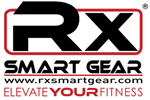 Rx®
SMART GEAR
www.rxsmartgear.com
ELEVATE YOUR FITNESS